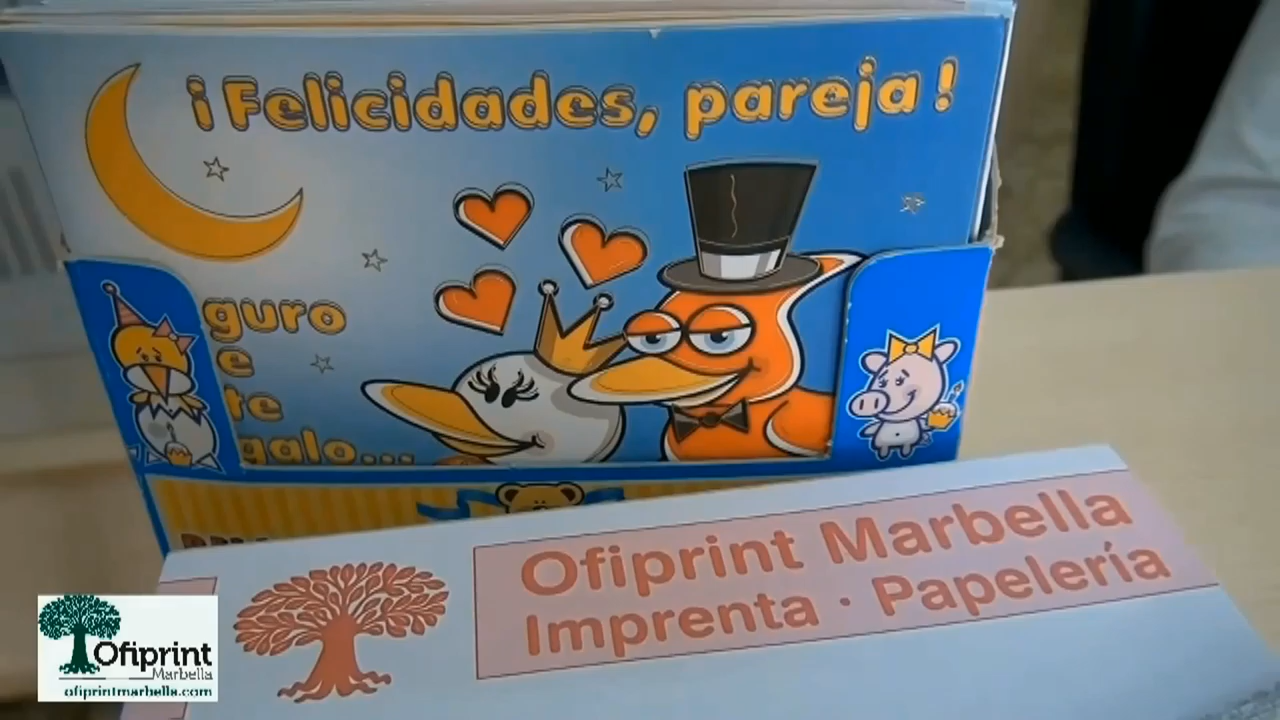 ¡Felicidades, pareja!
guro
e
te
galo...
Ofiprint Marbella
Imprenta · Papelería
Ofiprint
Marbella
ofiprintmarbella.com